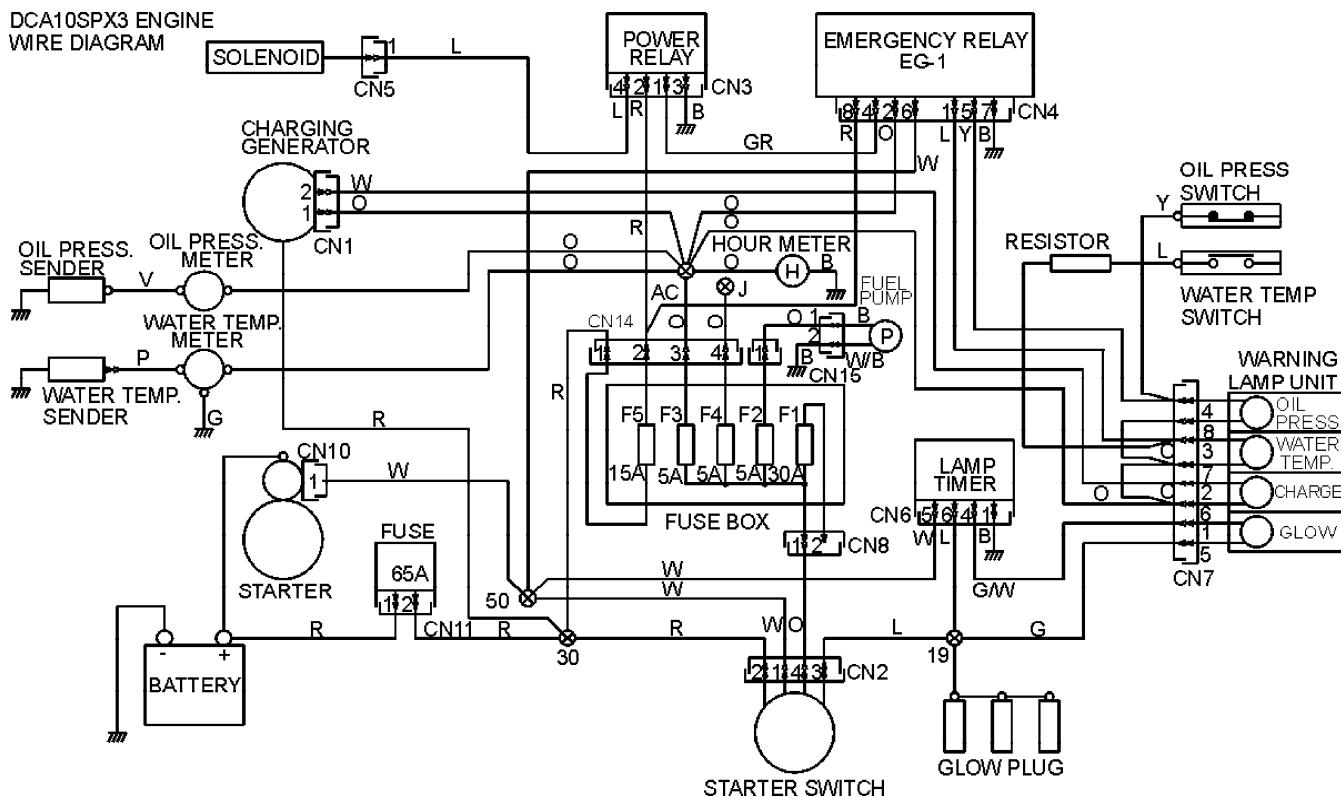 DCA10SPX3 ENGINE
WIRE DIAGRAM
SOLENOID
1
L
CN5
POWER
RELAY
4 2 1 3
CN3
L R
B
EMERGENCY RELAY
EG-1
8 4 2 6 1 5 7
CN4
R O L Y B
GR
W
CHARGING
GENERATOR
2
W
1
O
CN1
R
O
O
OIL PRESS
SWITCH
Y
RESISTOR
L
WATER TEMP
SWITCH
OIL PRESS.
SENDER
V
OIL PRESS.
METER
O
O
HOUR METER
O
H
B
AC
J
FUEL
PUMP
WATER TEMP.
METER
P
WATER TEMP.
SENDER
G
CN14
O
O
1 2 3 4
1
O
1
B
2
P
B
W/B
CN15
WARNING
LAMP UNIT
OIL
PRESS
4
8
WATER
TEMP.
O
3
7
CHARGE
O
O
2
6
GLOW
1
5
CN7
R
R
F5 F3 F4 F2 F1
15A 5A 5A 5A 30A
FUSE BOX
CN10
1
W
STARTER
FUSE
65A
1 2
CN11
LAMP
TIMER
CN6
5 6 4 1
W L B
G/W
1 2
CN8
W
W
50
R
R
30
R
W O
L
19
G
- +
BATTERY
2 1 4 3
CN2
STARTER SWITCH
GLOW PLUG